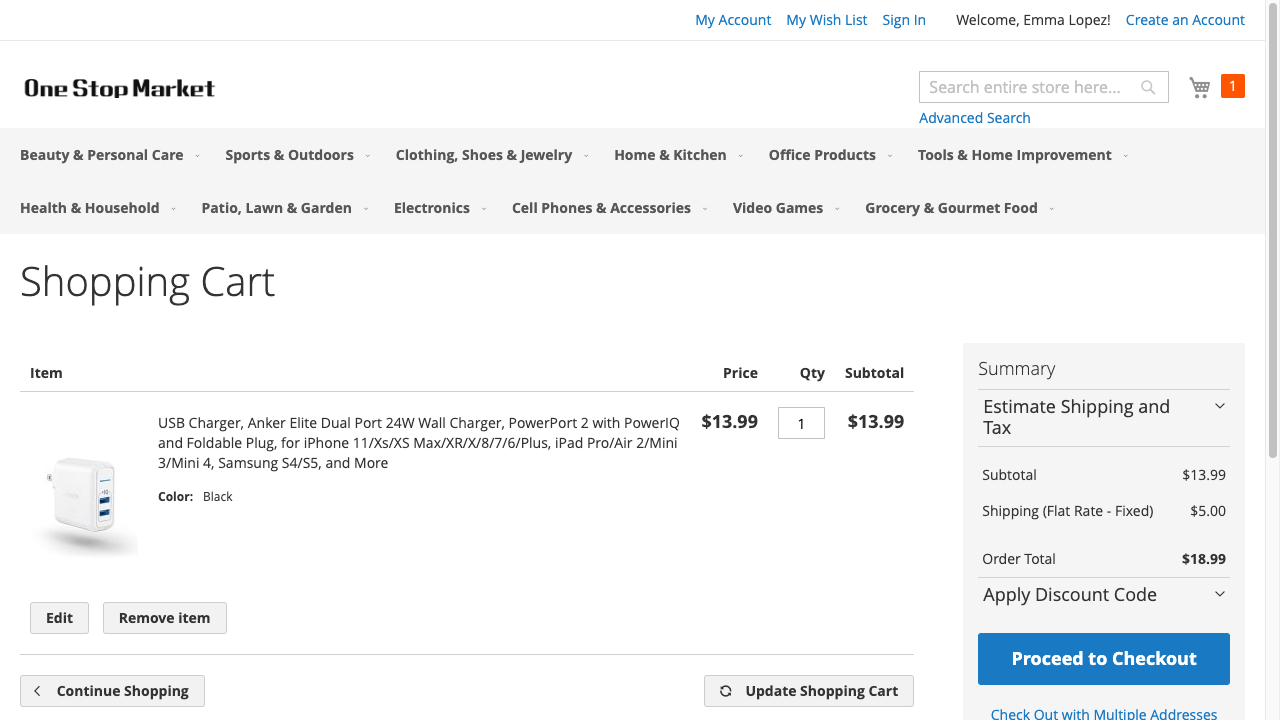 My Account My Wish List Sign In Welcome, Emma Lopez! Create an Account
One Stop Market
Search entire store here...
1
Advanced Search
Beauty & Personal Care Sports & Outdoors Clothing, Shoes & Jewelry Home & Kitchen Office Products Tools & Home Improvement
Health & Household Patio, Lawn & Garden Electronics Cell Phones & Accessories Video Games Grocery & Gourmet Food
Shopping Cart
Item Price Qty Subtotal
USB Charger, Anker Elite Dual Port 24W Wall Charger, PowerPort 2 with PowerIQ
and Foldable Plug, for iPhone 11/Xs/XS Max/XR/X/8/7/6/Plus, iPad Pro/Air 2/Mini
3/Mini 4, Samsung S4/S5, and More
Color: Black
$13.99 1 $13.99
Edit Remove item
Continue Shopping Update Shopping Cart
Summary
Estimate Shipping and
Tax
Subtotal $13.99
Shipping (Flat Rate - Fixed) $5.00
Order Total $18.99
Apply Discount Code
Proceed to Checkout
Check Out with Multiple Addresses